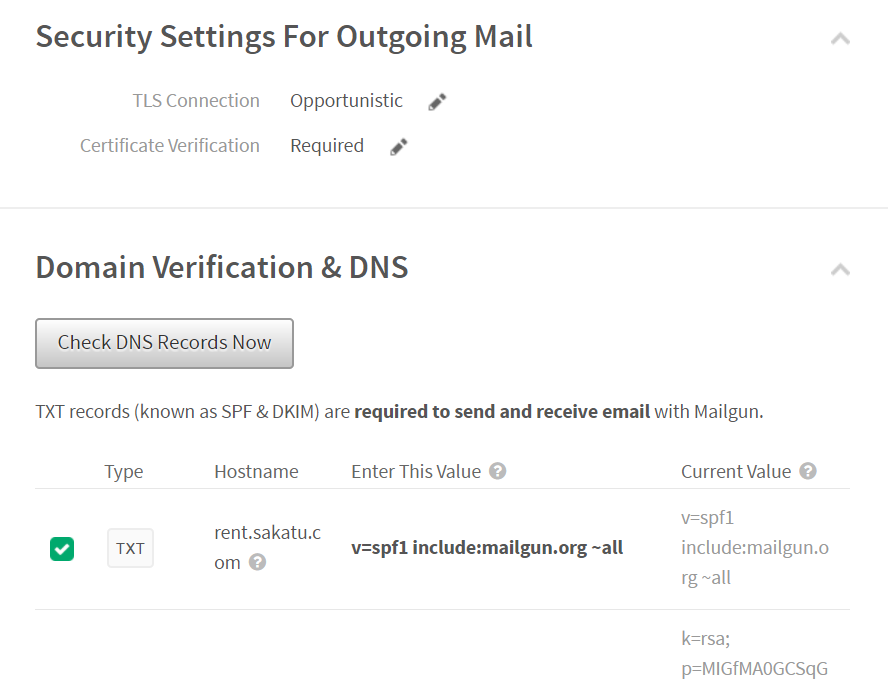 Security Settings For Outgoing Mail
TLS Connection Opportunistic
Certificate Verification Required
Domain Verification & DNS
Check DNS Records Now
TXT records (known as SPF & DKIM) are required to send and receive email with Mailgun.
Type Hostname Enter This Value ? Current Value ?
TXT
rent.sakatu.c
om ?
v=spf1 include:mailgun.org ~all
v=spf1
include:mailgun.o
rg ~all
k=rsa;
p=MIGfMA0GCSqG